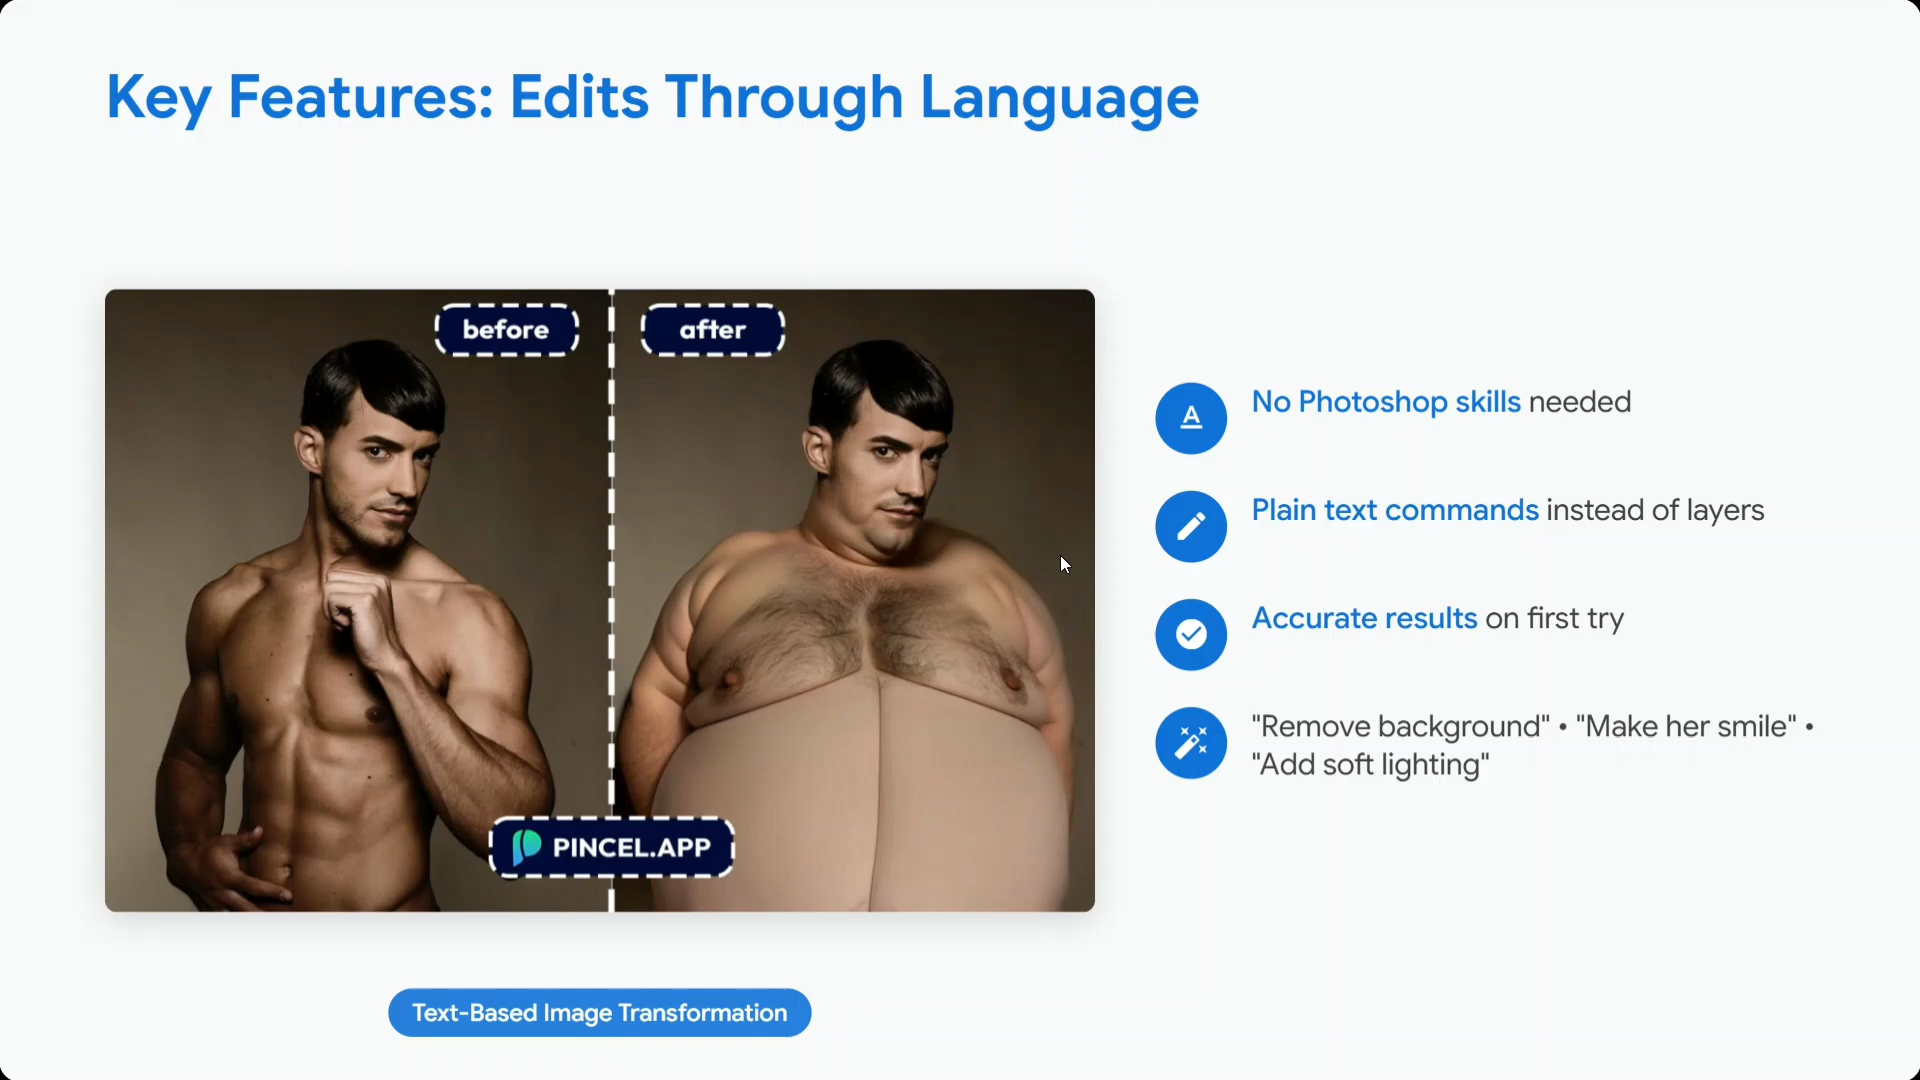 Key Features: Edits Through Language
before
after
PINCEL.APP
Text-Based Image Transformation
A
No Photoshop skills needed
Plain text commands instead of layers
Accurate results on first try
"Remove background" • "Make her smile" •
"Add soft lighting"